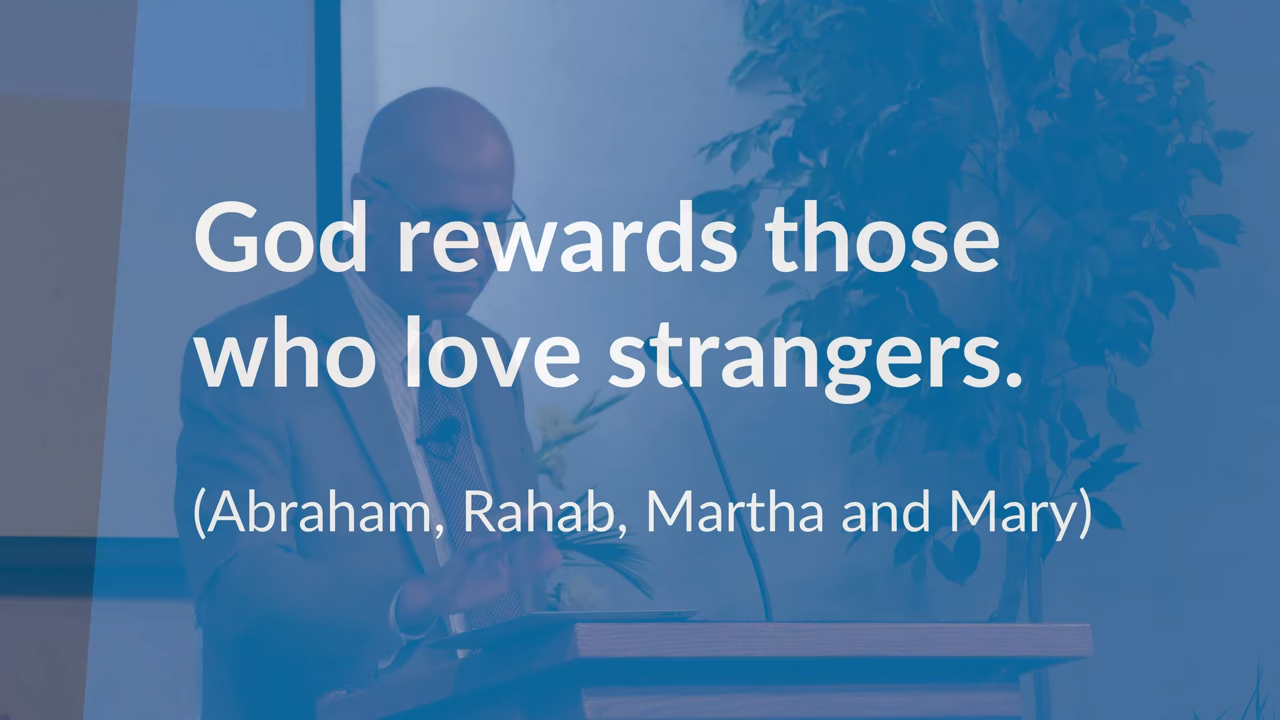 God rewards those
who love strangers.
(Abraham, Rahab, Martha and Mary)